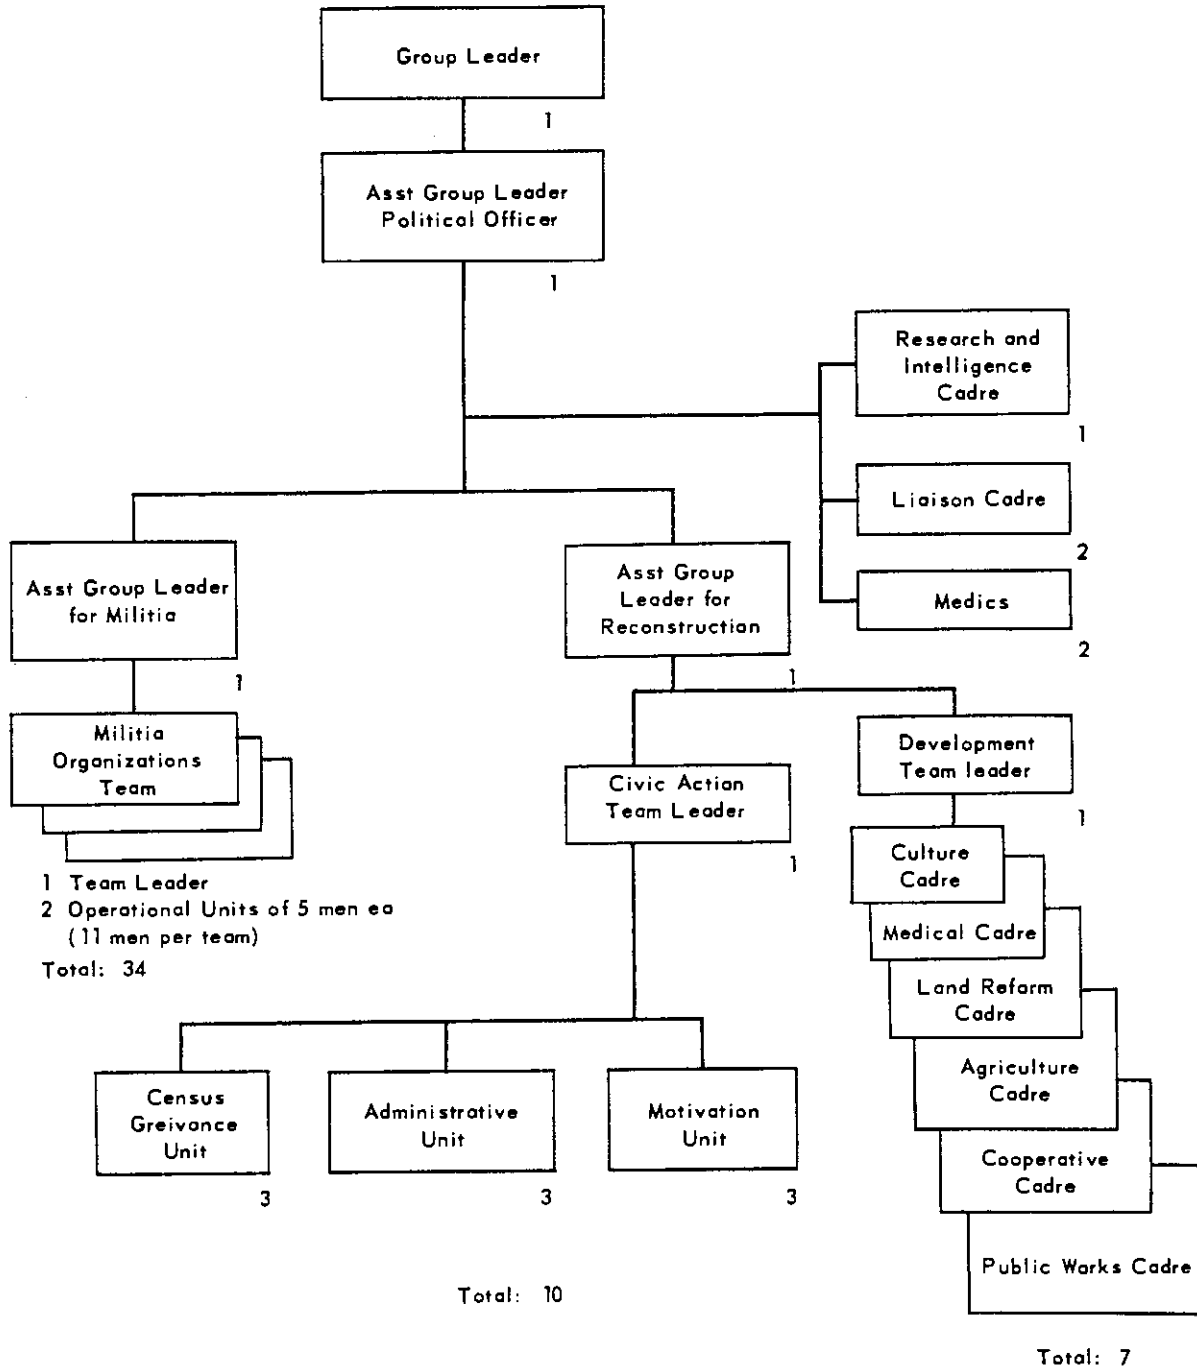 Group Leader
1
Asst Group Leader
Political Officer
1
Research and
Intelligence
Cadre
1
Liaison Cadre
2
Medics
2
Asst Group Leader
for Militia
1
Asst Group
Leader for
Reconstruction
1
Militia
Organizations
Team
1 Team Leader
2 Operational Units of 5 men ea
(11 men per team)
Total: 34
Civic Action
Team Leader
1
Development
Team leader
1
Culture
Cadre
Medical Cadre
Land Reform
Cadre
Agriculture
Cadre
Cooperative
Cadre
Public Works Cadre
Census
Greivance
Unit
3
Administrative
Unit
3
Motivation
Unit
3
Total: 10
Total: 7